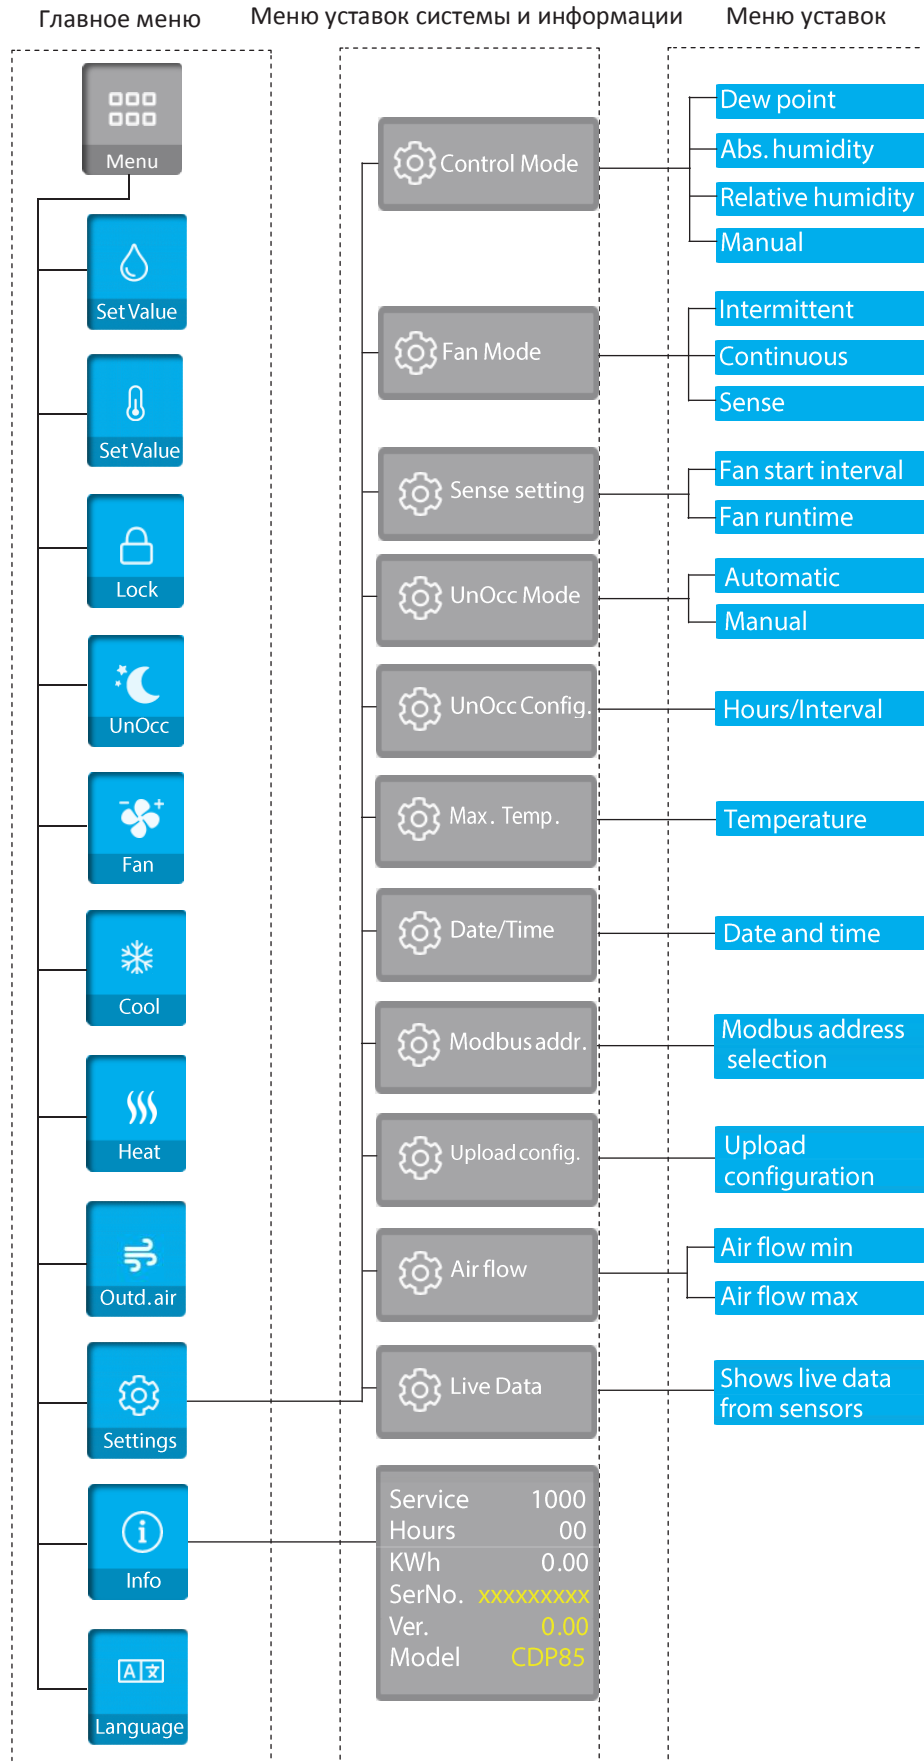 Главное меню
Меню уставок системы и информации
Меню уставок
Menu
Set Value
Set Value
Lock
UnOcc
Fan
Cool
Heat
Outd.air
Settings
Info
Language
Control Mode
Fan Mode
Sense setting
UnOcc Mode
UnOcc Config.
Max. Temp.
Date/Time
Modbus addr.
Upload config.
Air flow
Live Data
Service 1000
Hours 00
KWh 0.00
SerNo. xxxxxxxxx
Ver. 0.00
Model CDP85
Dew point
Abs. humidity
Relative humidity
Manual
Intermittent
Continuous
Sense
Fan start interval
Fan runtime
Automatic
Manual
Hours/Interval
Temperature
Date and time
Modbus address
selection
Upload
configuration
Air flow min
Air flow max
Shows live data
from sensors